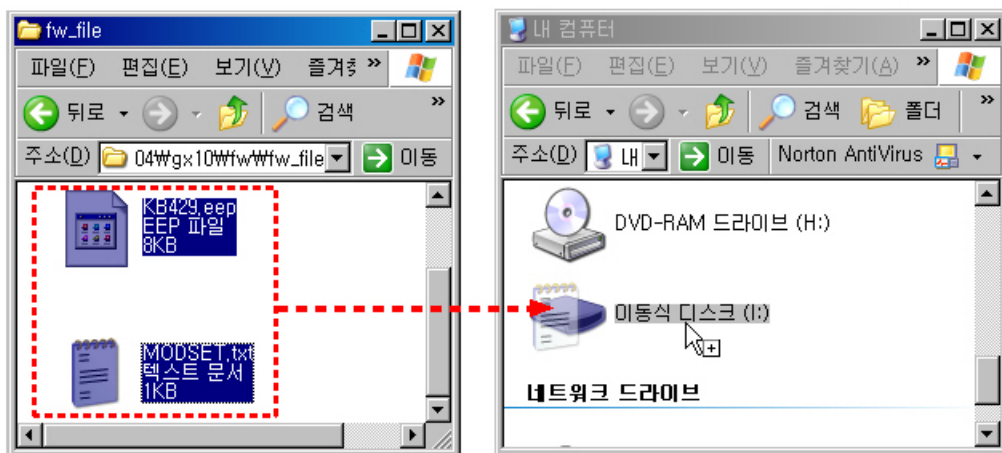 fw_file
파일(F) 편집(E) 보기(V) 즐겨찾 »
뒤로 검색 »
주소(D) 04₩gx10₩fw₩fw_file 이동
KB429.eep
EEP 파일
8KB
MODSET.txt
텍스트 문서
1KB
내 컴퓨터
파일(F) 편집(E) 보기(V) 즐겨찾기(A) »
뒤로 검색 폴더 »
주소(D) 내 이동 Norton AntiVirus
DVD-RAM 드라이브 (H:)
이동식 디스크 (I:)
네트워크 드라이브